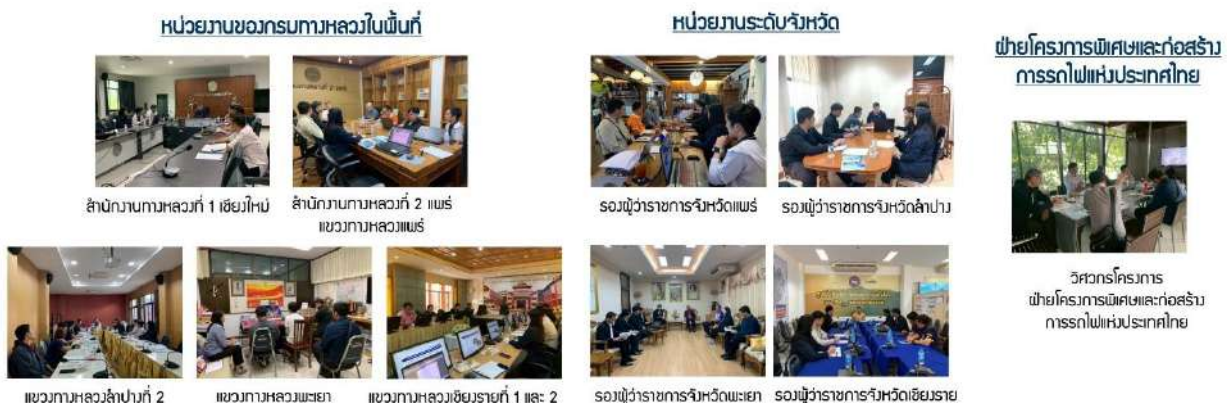 หน่วยงานของกรมทางหลวงในพื้นที่
สำนักงานทางหลวงที่ 1 เชียงใหม่
สำนักงานทางหลวงที่ 2 แพร่
แขวงทางหลวงแพร่
แขวงทางหลวงลำปางที่ 2
แขวงทางหลวงพะเยา
แขวงทางหลวงเชียงรายที่ 1 และ 2
หน่วยงานระดับจังหวัด
รองผู้ว่าราชการจังหวัดแพร่
รองผู้ว่าราชการจังหวัดลำปาง
รองผู้ว่าราชการจังหวัดพะเยา
รองผู้ว่าราชการจังหวัดเชียงราย
ฝ่ายโครงการพิเศษและก่อสร้าง
การรถไฟแห่งประเทศไทย
วิศวกรโครงการ
ฝ่ายโครงการพิเศษและก่อสร้าง
การรถไฟแห่งประเทศไทย